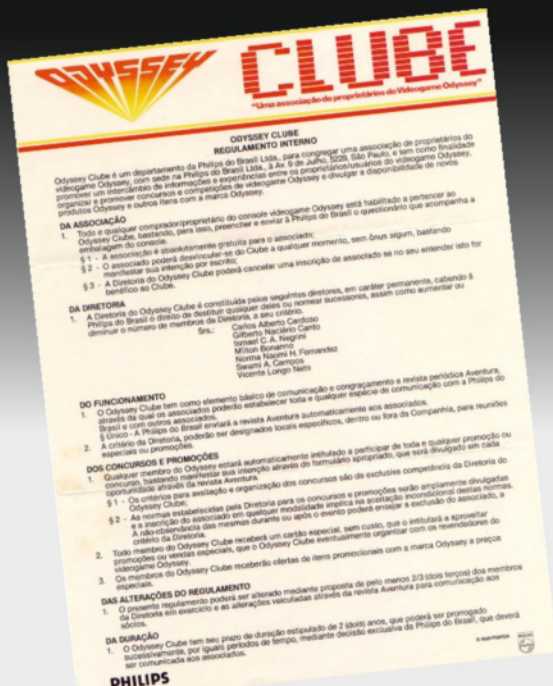 ODYSSEY
CLUBE
"Uma associação de proprietários do Videogame Odyssey"
ODYSSEY CLUBE
REGULAMENTO INTERNO
Odyssey Clube é um departamento da Philips do Brasil Ltda., para congregar uma associação de proprietários do
videogame Odyssey, com sede na Philips do Brasil Ltda., à Av. 9 de Julho, 5229, São Paulo, e tem como finalidade
promover um intercâmbio de informações e experiências entre os proprietários/usuários do videogame Odyssey,
organizar e promover concursos e competições de videogame Odyssey e divulgar a disponibilidade de novos
produtos Odyssey e outros itens com a marca Odyssey.
DA ASSOCIAÇÃO
1. Todo e qualquer comprador/proprietário do console videogame Odyssey está habilitado a pertencer ao
Odyssey Clube, bastando, para isso, preencher e enviar à Philips do Brasil o questionário que acompanha a
embalagem do console.
§ 1 - A associação é absolutamente gratuita para o associado;
§ 2 - O associado poderá desvincular-se do Clube a qualquer momento, sem ônus algum, bastando
manifestar sua intenção por escrito;
§ 3 - A Diretoria do Odyssey Clube poderá cancelar uma inscrição de associado se no seu entender isto for
benéfico ao Clube.
DA DIRETORIA
1. A Diretoria do Odyssey Clube é constituída pelos seguintes diretores, em caráter permanente, cabendo à
Philips do Brasil o direito de destituir qualquer deles ou nomear sucessores, assim como aumentar ou
diminuir o número de membros da Diretoria, a seu critério.
Srs.: Carlos Alberto Cardoso
Gilberto Naciério Canto
Ismael C. A. Negrini
Milton Bonanno
Norma Naomi H. Fernandez
Swami A. Campos
Vicente Longo Neto
DO FUNCIONAMENTO
1. O Odyssey Clube tem como elemento básico de comunicação e congraçamento a revista periódica Aventura,
através da qual os associados poderão estabelecer toda e qualquer espécie de comunicação com a Philips do
Brasil e com outros associados.
§ Único - A Philips do Brasil enviará a revista Aventura automaticamente aos associados.
2. A critério da Diretoria, poderão ser designados locais específicos, dentro ou fora da Companhia, para reuniões
especiais ou promoções.
DOS CONCURSOS E PROMOÇÕES
1. Qualquer membro do Odyssey estará automaticamente intitulado a participar de toda e qualquer promoção ou
concurso, bastando manifestar sua intenção através do formulário apropriado, que será divulgado em cada
oportunidade através da revista Aventura.
§ 1 - Os critérios para avaliação e organização dos concursos são da exclusiva competência da Diretoria do
Odyssey Clube;
§ 2 - As normas estabelecidas pela Diretoria para os concursos e promoções serão amplamente divulgadas
e a inscrição do associado em qualquer modalidade implica na aceitação incondicional destas normas.
A não-observância das mesmas durante ou após o evento poderá ensejar a exclusão do associado, a
critério da Diretoria.
2. Todo membro do Odyssey Clube receberá um cartão especial, sem custo, que o intitulará a aproveitar
promoções ou vendas especiais, que o Odyssey Clube eventualmente organizar com os revendedores do
videogame Odyssey.
3. Os membros do Odyssey Clube receberão ofertas de itens promocionais com a marca Odyssey a preços
especiais.
DAS ALTERAÇÕES DO REGULAMENTO
1. O presente regulamento poderá ser alterado mediante proposta de pelo menos 2/3 (dois terços) dos membros
da Diretoria em exercício e as alterações veiculadas através da revista Aventura para comunicação aos
sócios.
DA DURAÇÃO
1. O Odyssey Clube tem seu prazo de duração estipulado de 2 (dois) anos, que poderá ser prorrogado
sucessivamente, por iguais períodos de tempo, mediante decisão exclusiva da Philips do Brasil, que deverá
ser comunicada aos associados.
PHILIPS